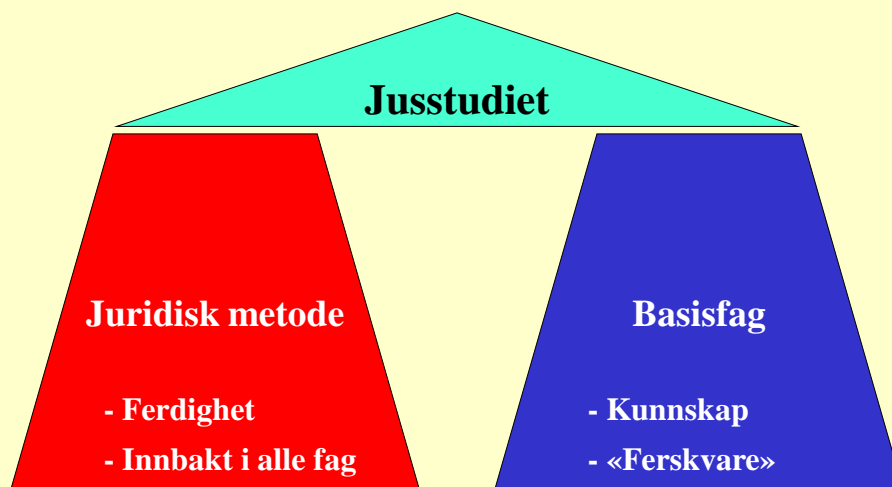 Jusstudiet
Juridisk metode
- Ferdighet
- Innbakt i alle fag
Basisfag
- Kunnskap
- «Ferskvare»